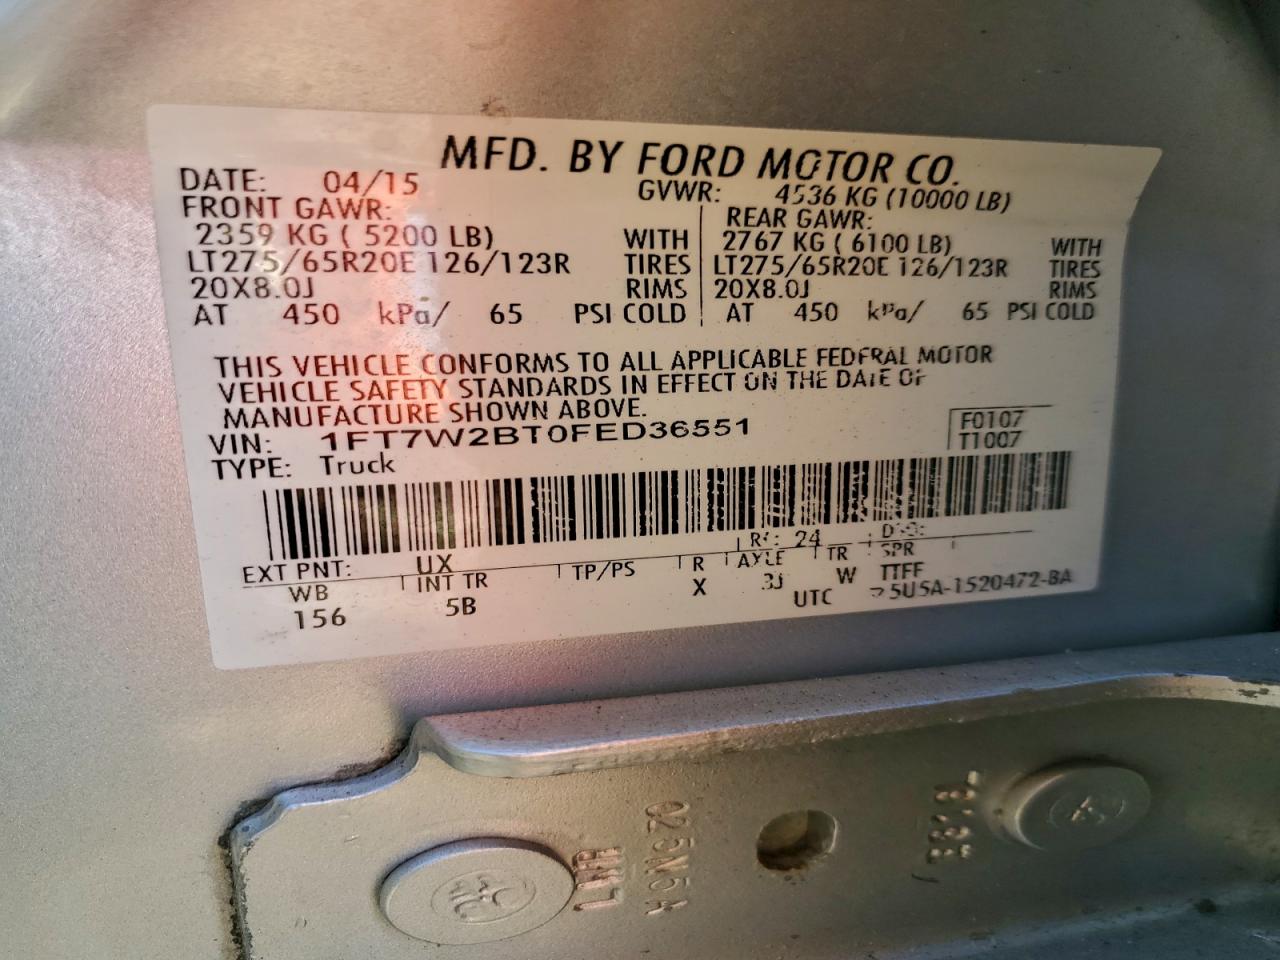 MFD. BY FORD MOTOR CO.
DATE: 04/15 GVWR: 4536 KG (10000 LB)
FRONT GAWR: REAR GAWR:
2359 KG ( 5200 LB) WITH 2767 KG ( 6100 LB) WITH
LT275/65R20E 126/123R TIRES LT275/65R20E 126/123R TIRES
20X8.0J RIMS 20X8.0J RIMS
AT 450 kPa/ 65 PSI COLD AT 450 kPa/ 65 PSI COLD
THIS VEHICLE CONFORMS TO ALL APPLICABLE FEDERAL MOTOR
VEHICLE SAFETY STANDARDS IN EFFECT ON THE DATE OF
MANUFACTURE SHOWN ABOVE.
VIN: 1FT7W2BT0FED36551 F0107
TYPE: Truck T1007
EXT PNT: UX RC: 24 DSO:
WB INT TR TP/PS R AXLE TR SPR
156 5B X 3J W TTFF
UTC 5U5A-1520472-BA
LWR
025N5A